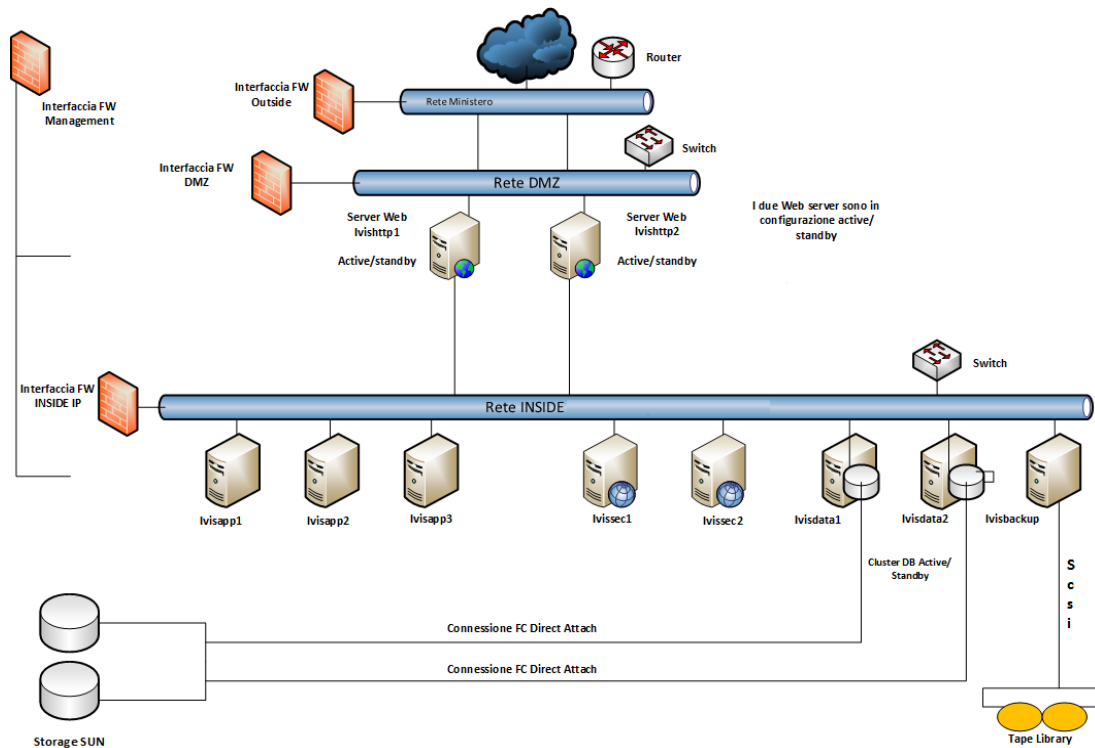 Router
Interfaccia FW
Outside
Interfaccia FW
Management
Rete Ministero
Switch
Interfaccia FW
DMZ
Rete DMZ
I due Web server sono in
configurazione active/
standby
Server Web
Ivishttp1
Active/standby
Server Web
Ivishttp2
Active/standby
Switch
Interfaccia FW
INSIDE IP
Rete INSIDE
Ivisapp1
Ivisapp2
Ivisapp3
Ivissec1
Ivissec2
Ivisdata1
Ivisdata2
Ivisbackup
Cluster DB Active/
Standby
S
c
s
i
Connessione FC Direct Attach
Connessione FC Direct Attach
Storage SUN
Tape Library